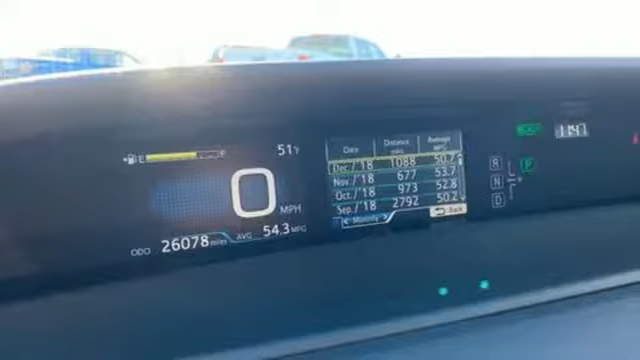 E
51°F
0
MPH
ODO 26078 miles AVG 54.3 MPG
Date Distance miles Average MPG
Dec./'18 1088 50.7
Nov./'18 677 53.7
Oct./'18 973 52.8
Sep./'18 2792 50.2
< Monthly > Back
R
N P
D